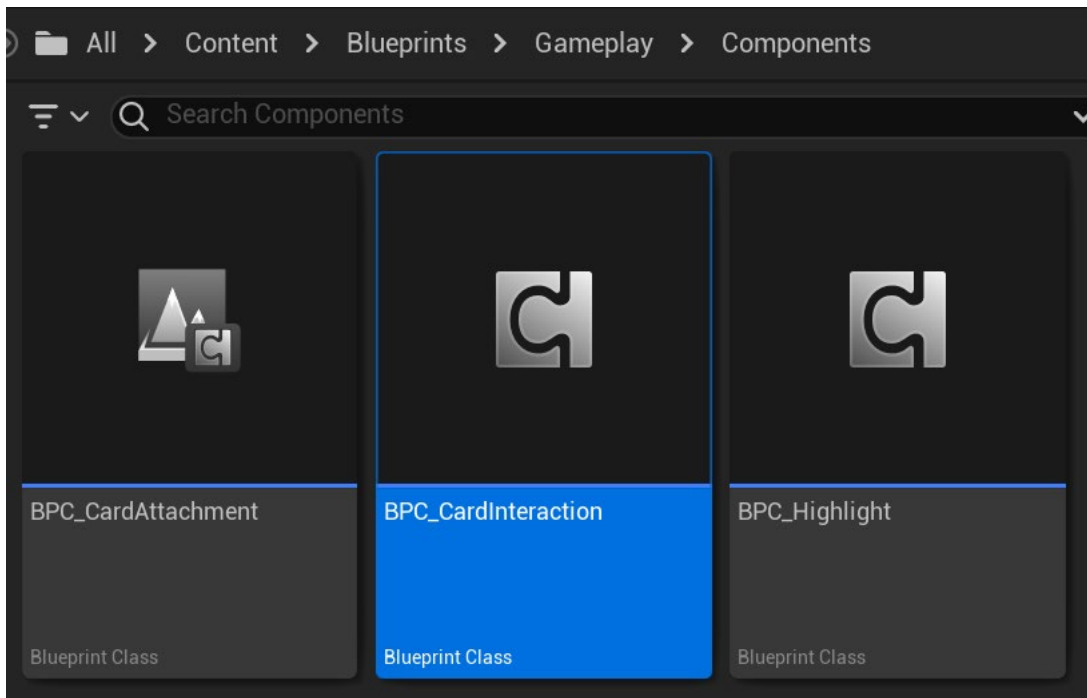 All > Content > Blueprints > Gameplay > Components
Search Components
BPC_CardAttachment
BPC_CardInteraction
BPC_Highlight
Blueprint Class
Blueprint Class
Blueprint Class